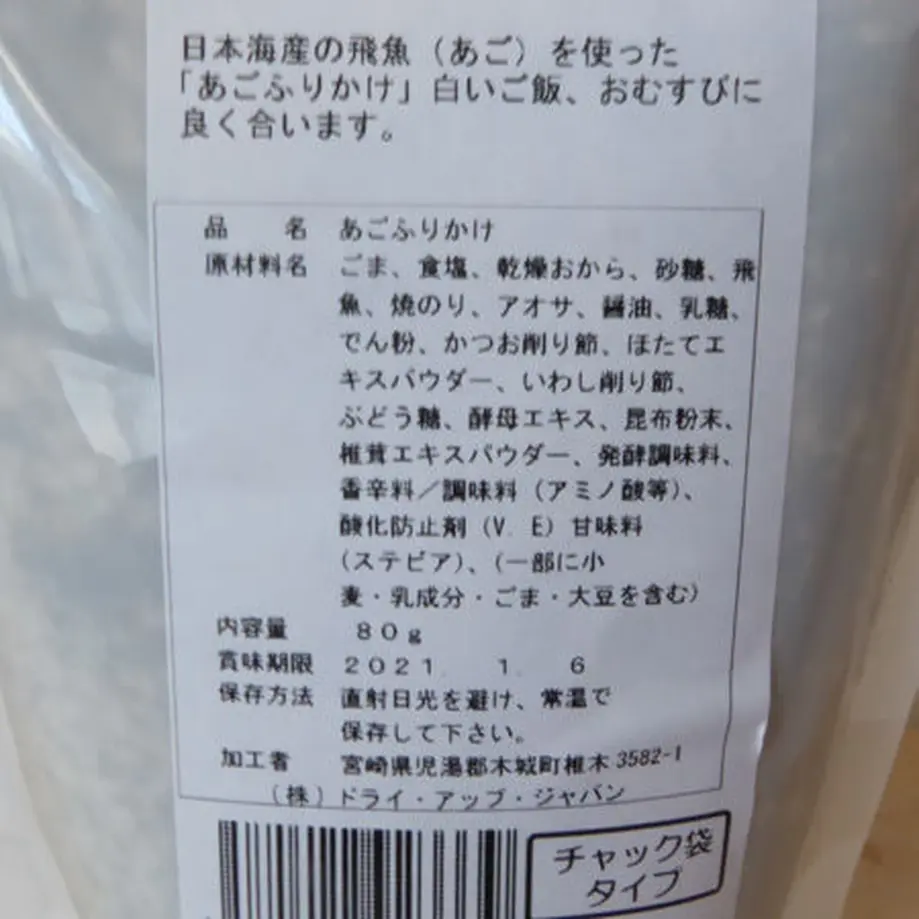 日本海産の飛魚（あご）を使った
「あごふりかけ」白いご飯、おむすびに
良く合います。
品　　名　あごふりかけ
原材料名　ごま、食塩、乾燥おから、砂糖、飛
魚、焼のり、アオサ、醤油、乳糖、
でん粉、かつお削り節、ほたてエ
キスパウダー、いわし削り節、
ぶどう糖、酵母エキス、昆布粉末、
椎茸エキスパウダー、発酵調味料、
香辛料／調味料（アミノ酸等）、
酸化防止剤（V．E）甘味料
（ステビア）、（一部に小
麦・乳成分・ごま・大豆を含む）
内容量　８０ｇ
賞味期限　２０２１．　１．　６
保存方法　直射日光を避け、常温で
保存して下さい。
加工者　宮崎県児湯郡木城町椎木3582-1
（株）ドライ・アップ・ジャパン
チャック袋
タイプ